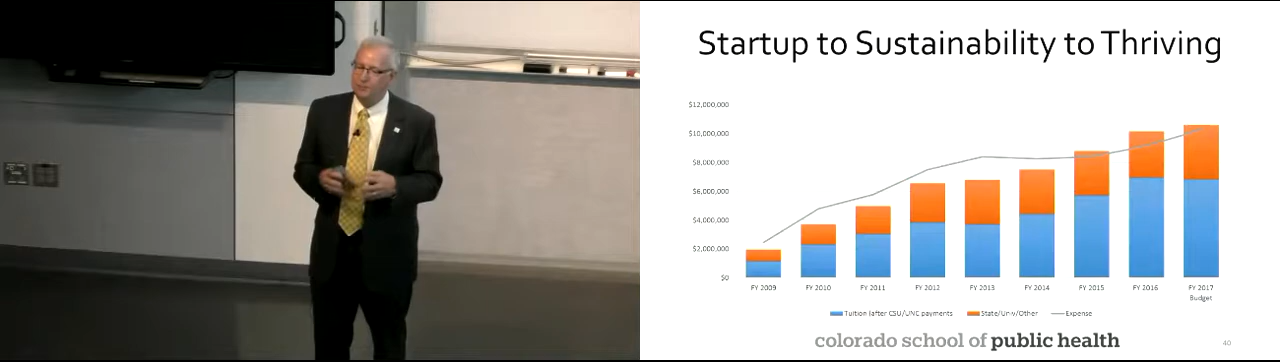 Startup to Sustainability to Thriving
$12,000,000
$10,000,000
$8,000,000
$6,000,000
$4,000,000
$2,000,000
$0
FY 2009 FY 2010 FY 2011 FY 2012 FY 2013 FY 2014 FY 2015 FY 2016 FY 2017
Budget
Tuition (after CSU/UNC payments State/Univ/Other Expense
colorado school of public health
40